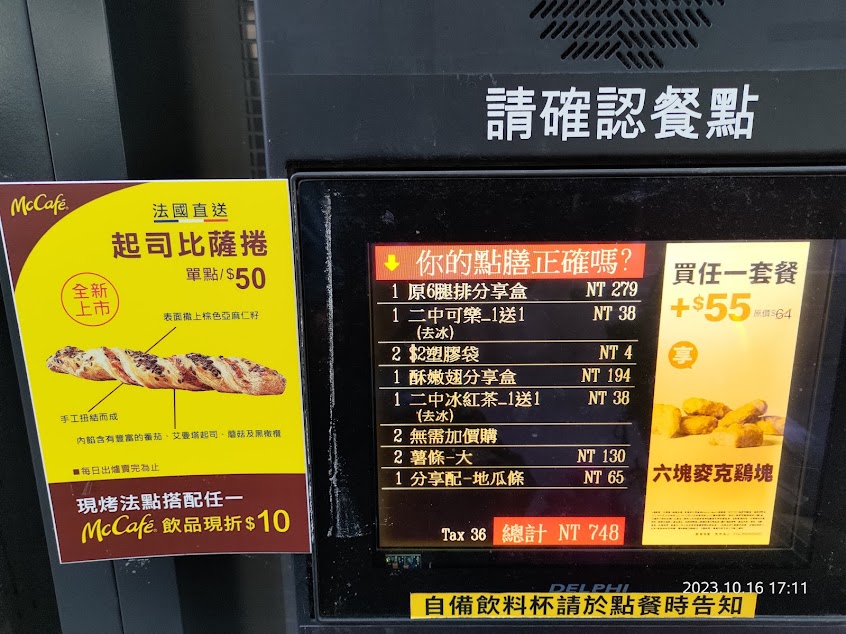 請確認餐點
McCafé
法國直送
起司比薩捲
單點/$50
全新
上市
表面撒上棕色亞麻仁籽
手工扭結而成
內餡含有豐富的番茄、艾曼塔起司、蘑菇及黑橄欖
■每日出爐賣完為止
現烤法點搭配任一
McCafé 飲品現折$10
你的點膳正確嗎?
1 原6腿排分享盒 NT 279
1 二中可樂_1送1 NT 38
(去冰)
2 $2塑膠袋 NT 4
1 酥嫩翅分享盒 NT 194
1 二中冰紅茶_1送1 NT 38
(去冰)
2 無需加價購
2 薯條-大 NT 130
1 分享配-地瓜條 NT 65
Tax 36 總計 NT 748
買任一套餐
+$55 原價$64
享
六塊麥克鷄塊
DELPHI
2023.10.16 17:11
自備飲料杯請於點餐時告知